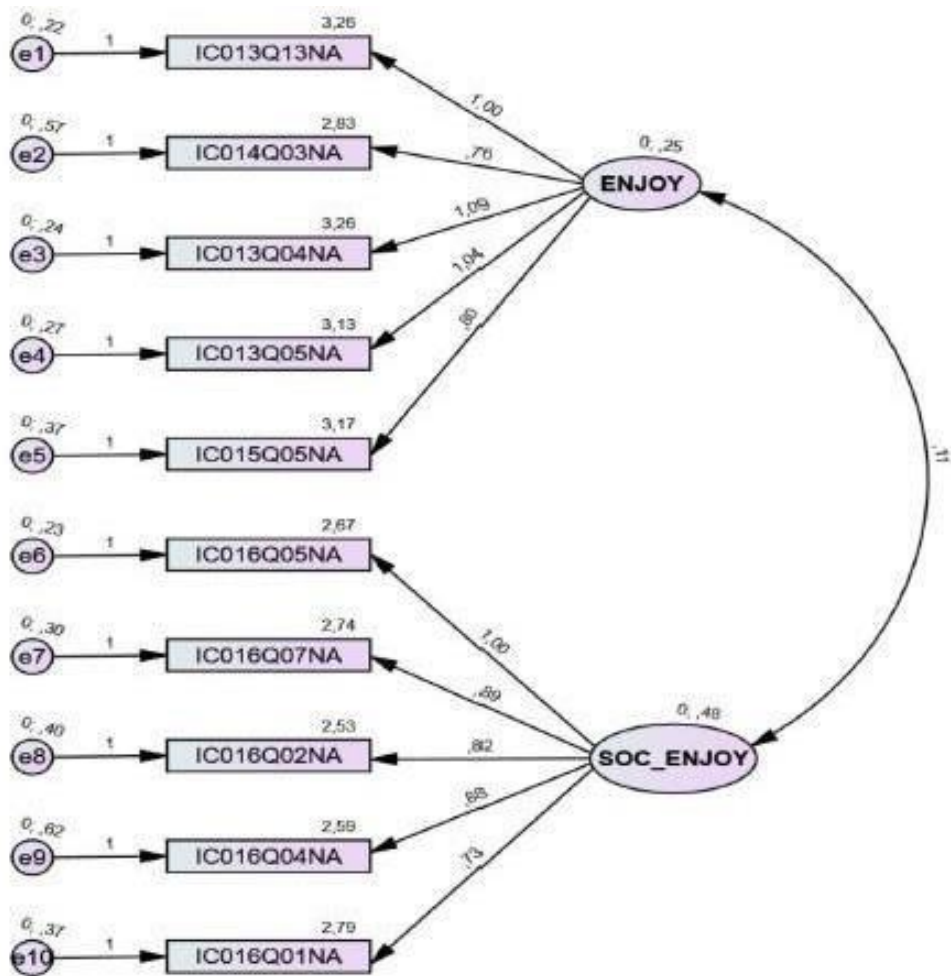 0, ,22
3,26
e1
1
IC013Q13NA
1,00
0, ,57
2,83
e2
1
IC014Q03NA
,76
0, ,25
ENJOY
0, ,24
3,26
e3
1
IC013Q04NA
1,09
0, ,27
3,13
e4
1
IC013Q05NA
1,04
0, ,37
3,17
e5
1
IC015Q05NA
,80
,11
0, ,23
2,67
e6
1
IC016Q05NA
1,00
0, ,30
2,74
e7
1
IC016Q07NA
,89
0, ,40
2,53
e8
1
IC016Q02NA
,82
0, ,48
SOC_ENJOY
0, ,62
2,59
e9
1
IC016Q04NA
,68
0, ,37
2,79
e10
1
IC016Q01NA
,73